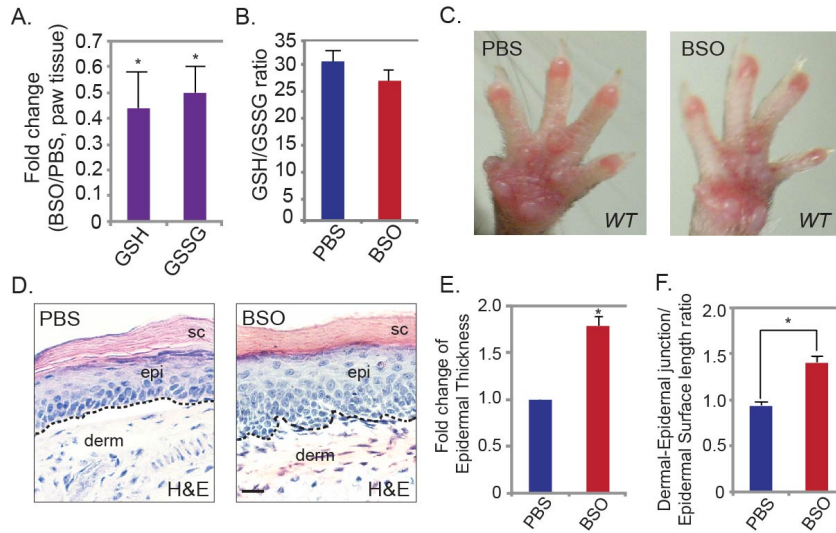 A.
Fold change
(BSO/PBS, paw tissue)
0.7
0.6
0.5
0.4
0.3
0.2
0.1
0
*
*
GSH
GSSG
B.
GSH/GSSG ratio
35
30
25
20
15
10
5
0
PBS
BSO
C.
PBS
WT
BSO
WT
D.
PBS
sc
epi
derm
H&E
BSO
sc
epi
derm
H&E
E.
Fold change of
Epidermal Thickness
2.0
1.5
1.0
0.5
0
*
PBS
BSO
F.
Dermal-Epidermal junction/
Epidermal Surface length ratio
2.0
1.5
1.0
0.5
0
*
PBS
BSO